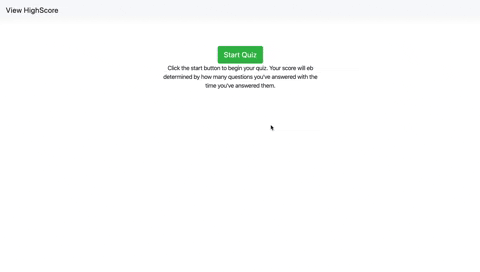 View HighScore
Start Quiz
Click the start button to begin your quiz. Your score will eb
determined by how many questions you've answered with the
time you've answered them.